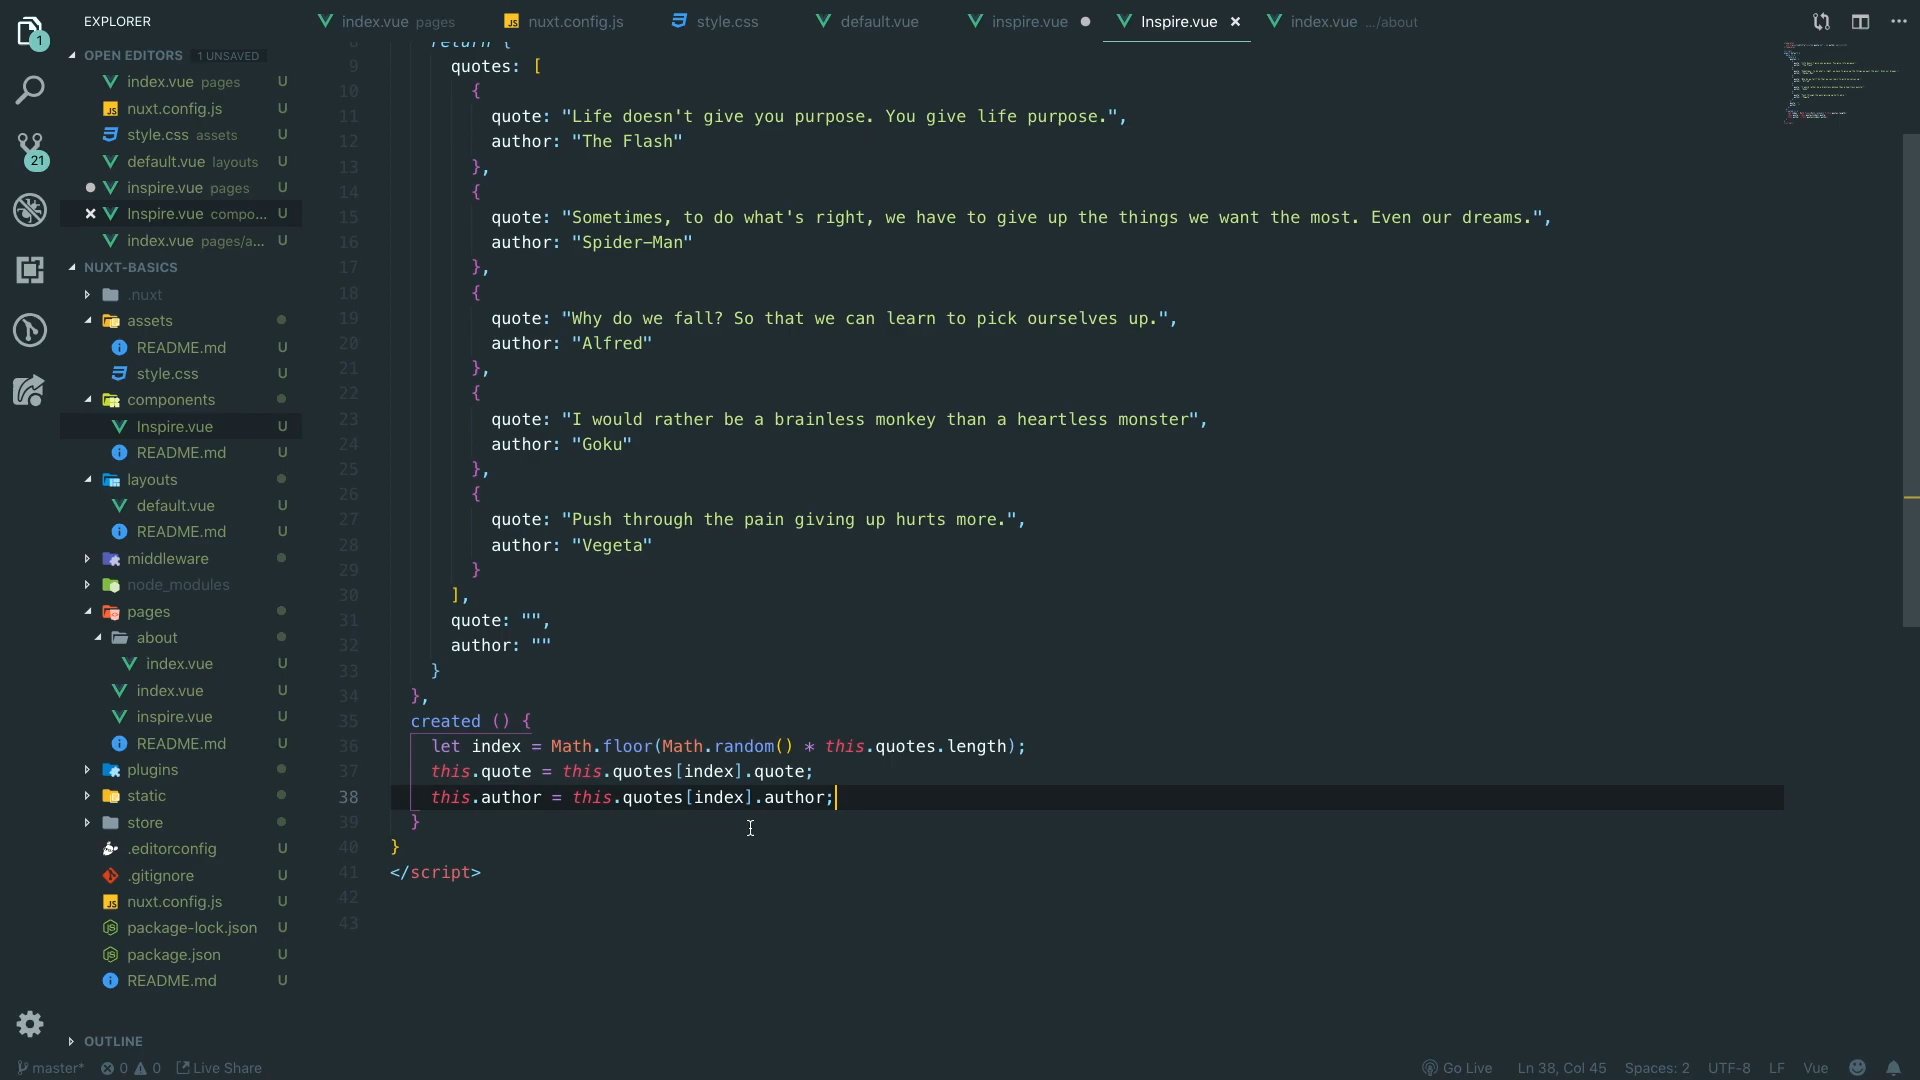 EXPLORER
index.vue pages
nuxt.config.js
style.css
default.vue
inspire.vue
Inspire.vue
index.vue .../about
OPEN EDITORS 1 UNSAVED
index.vue pages U
nuxt.config.js U
style.css assets U
default.vue layouts U
inspire.vue pages U
Inspire.vue compo... U
index.vue pages/a... U
NUXT-BASICS
.nuxt
assets
README.md U
style.css U
components
Inspire.vue U
README.md U
layouts
default.vue U
README.md U
middleware
node_modules
pages
about
index.vue U
index.vue U
inspire.vue U
README.md U
plugins
static
store
.editorconfig U
.gitignore U
nuxt.config.js U
package-lock.json U
package.json U
README.md U
OUTLINE
1
21
8 return {
9 quotes: [
10 {
11 quote: "Life doesn't give you purpose. You give life purpose.",
12 author: "The Flash"
13 },
14 {
15 quote: "Sometimes, to do what's right, we have to give up the things we want the most. Even our dreams.",
16 author: "Spider-Man"
17 },
18 {
19 quote: "Why do we fall? So that we can learn to pick ourselves up.",
20 author: "Alfred"
21 },
22 {
23 quote: "I would rather be a brainless monkey than a heartless monster",
24 author: "Goku"
25 },
26 {
27 quote: "Push through the pain giving up hurts more.",
28 author: "Vegeta"
29 }
30 ],
31 quote: "",
32 author: ""
33 }
34 },
35 created () {
36 let index = Math.floor(Math.random() * this.quotes.length);
37 this.quote = this.quotes[index].quote;
38 this.author = this.quotes[index].author;
39 }
40 }
41 </script>
42
43
master* 0 0 Live Share
Go Live Ln 38, Col 45 Spaces: 2 UTF-8 LF Vue